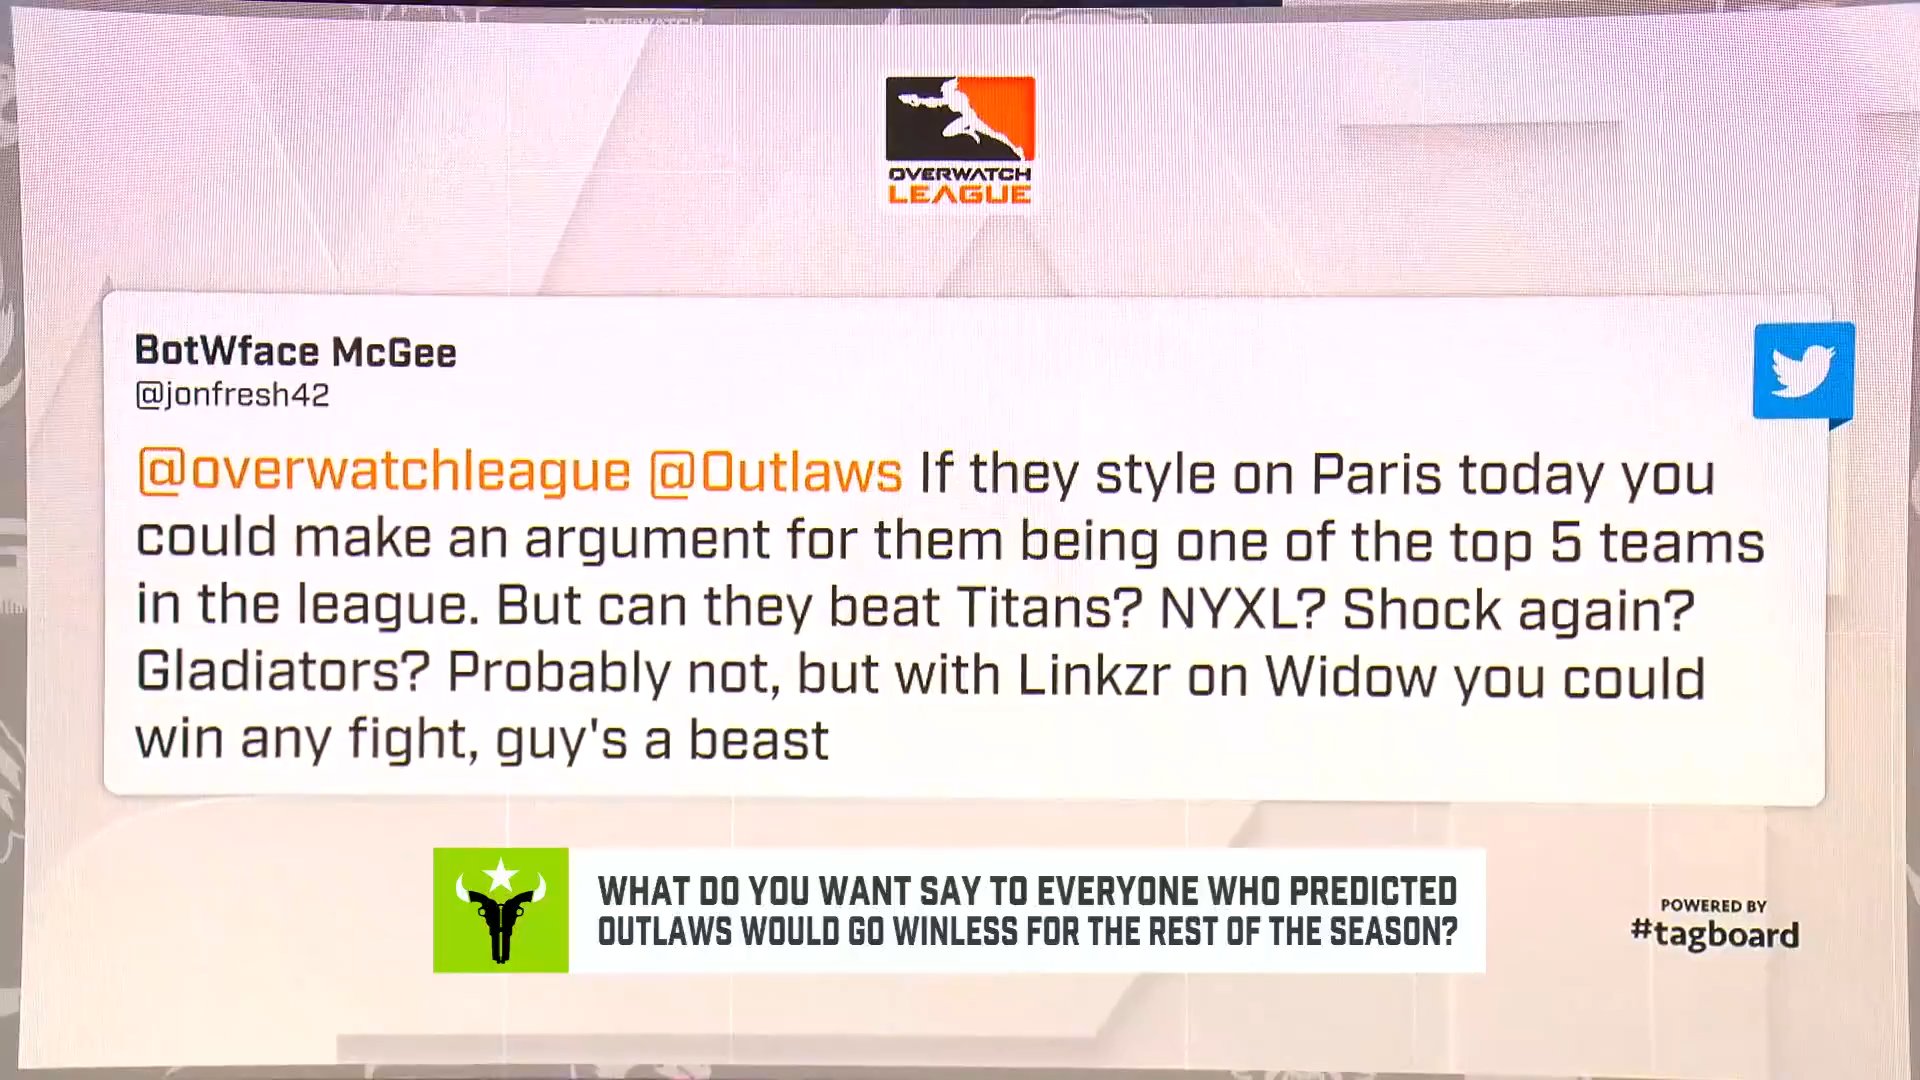 OVERWATCH
OVERWATCH
LEAGUE
BotWface McGee
@jonfresh42
@overwatchleague @Outlaws If they style on Paris today you
could make an argument for them being one of the top 5 teams
in the league. But can they beat Titans? NYXL? Shock again?
Gladiators? Probably not, but with Linkzr on Widow you could
win any fight, guy's a beast
WHAT DO YOU WANT SAY TO EVERYONE WHO PREDICTED
OUTLAWS WOULD GO WINLESS FOR THE REST OF THE SEASON?
POWERED BY
#tagboard